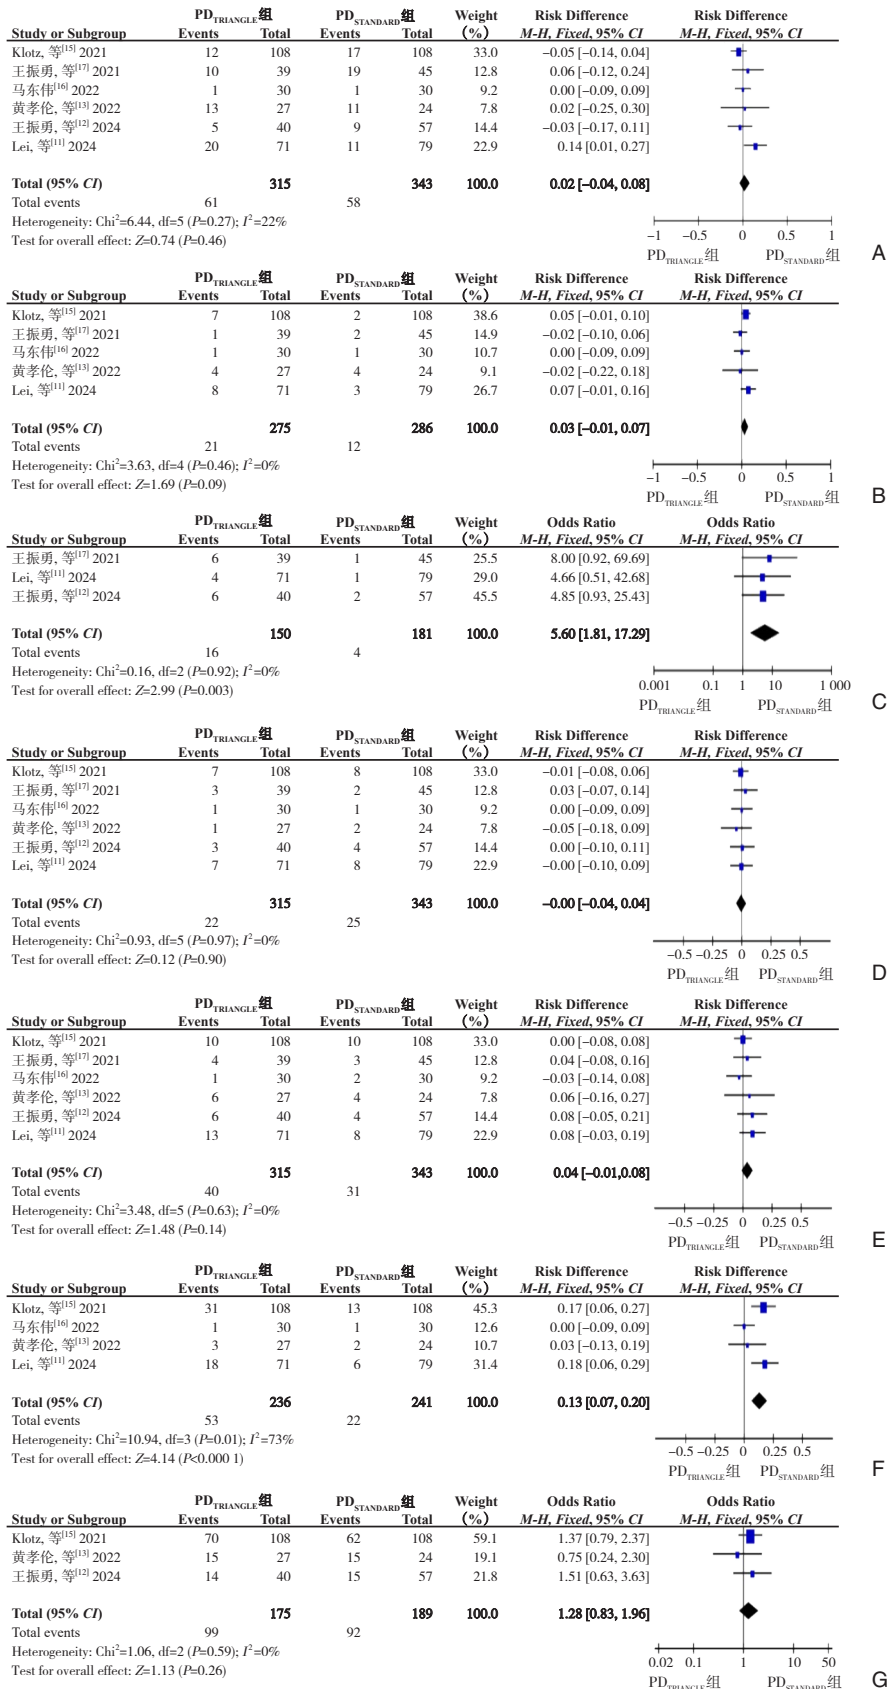 PD_TRIANGLE组 PD_STANDARD组 Weight Risk Difference Risk Difference
Study or Subgroup Events Total Events Total (%) M-H, Fixed, 95% CI M-H, Fixed, 95% CI
Klotz, 等[15] 2021 12 108 17 108 33.0 −0.05 [−0.14, 0.04]
王振勇, 等[17] 2021 10 39 19 45 12.8 0.06 [−0.12, 0.24]
马东伟[16] 2022 1 30 1 30 9.2 0.00 [−0.09, 0.09]
黄孝伦, 等[13] 2022 13 27 11 24 7.8 0.02 [−0.25, 0.30]
王振勇, 等[12] 2024 5 40 9 57 14.4 −0.03 [−0.17, 0.11]
Lei, 等[11] 2024 20 71 11 79 22.9 0.14 [0.01, 0.27]
Total (95% CI) 315 343 100.0 0.02 [−0.04, 0.08]
Total events 61 58
Heterogeneity: Chi²=6.44, df=5 (P=0.27); I²=22%
Test for overall effect: Z=0.74 (P=0.46)
−1 −0.5 0 0.5 1
PD_TRIANGLE组 PD_STANDARD组 A
PD_TRIANGLE组 PD_STANDARD组 Weight Risk Difference Risk Difference
Study or Subgroup Events Total Events Total (%) M-H, Fixed, 95% CI M-H, Fixed, 95% CI
Klotz, 等[15] 2021 7 108 2 108 38.6 0.05 [−0.01, 0.10]
王振勇, 等[17] 2021 1 39 2 45 14.9 −0.02 [−0.10, 0.06]
马东伟[16] 2022 1 30 1 30 10.7 0.00 [−0.09, 0.09]
黄孝伦, 等[13] 2022 4 27 4 24 9.1 −0.02 [−0.22, 0.18]
Lei, 等[11] 2024 8 71 3 79 26.7 0.07 [−0.01, 0.16]
Total (95% CI) 275 286 100.0 0.03 [−0.01, 0.07]
Total events 21 12
Heterogeneity: Chi²=3.63, df=4 (P=0.46); I²=0%
Test for overall effect: Z=1.69 (P=0.09)
−1 −0.5 0 0.5 1
PD_TRIANGLE组 PD_STANDARD组 B
PD_TRIANGLE组 PD_STANDARD组 Weight Odds Ratio Odds Ratio
Study or Subgroup Events Total Events Total (%) M-H, Fixed, 95% CI M-H, Fixed, 95% CI
王振勇, 等[17] 2021 6 39 1 45 25.5 8.00 [0.92, 69.69]
Lei, 等[11] 2024 4 71 1 79 29.0 4.66 [0.51, 42.68]
王振勇, 等[12] 2024 6 40 2 57 45.5 4.85 [0.93, 25.43]
Total (95% CI) 150 181 100.0 5.60 [1.81, 17.29]
Total events 16 4
Heterogeneity: Chi²=0.16, df=2 (P=0.92); I²=0%
Test for overall effect: Z=2.99 (P=0.003)
0.001 0.1 1 10 1 000
PD_TRIANGLE组 PD_STANDARD组 C
PD_TRIANGLE组 PD_STANDARD组 Weight Risk Difference Risk Difference
Study or Subgroup Events Total Events Total (%) M-H, Fixed, 95% CI M-H, Fixed, 95% CI
Klotz, 等[15] 2021 7 108 8 108 33.0 −0.01 [−0.08, 0.06]
王振勇, 等[17] 2021 3 39 2 45 12.8 0.03 [−0.07, 0.14]
马东伟[16] 2022 1 30 1 30 9.2 0.00 [−0.09, 0.09]
黄孝伦, 等[13] 2022 1 27 2 24 7.8 −0.05 [−0.18, 0.09]
王振勇, 等[12] 2024 3 40 4 57 14.4 0.00 [−0.10, 0.11]
Lei, 等[11] 2024 7 71 8 79 22.9 −0.00 [−0.10, 0.09]
Total (95% CI) 315 343 100.0 −0.00 [−0.04, 0.04]
Total events 22 25
Heterogeneity: Chi²=0.93, df=5 (P=0.97); I²=0%
Test for overall effect: Z=0.12 (P=0.90)
−0.5 −0.25 0 0.25 0.5
PD_TRIANGLE组 PD_STANDARD组 D
PD_TRIANGLE组 PD_STANDARD组 Weight Risk Difference Risk Difference
Study or Subgroup Events Total Events Total (%) M-H, Fixed, 95% CI M-H, Fixed, 95% CI
Klotz, 等[15] 2021 10 108 10 108 33.0 0.00 [−0.08, 0.08]
王振勇, 等[17] 2021 4 39 3 45 12.8 0.04 [−0.08, 0.16]
马东伟[16] 2022 1 30 2 30 9.2 −0.03 [−0.14, 0.08]
黄孝伦, 等[13] 2022 6 27 4 24 7.8 0.06 [−0.16, 0.27]
王振勇, 等[12] 2024 6 40 4 57 14.4 0.08 [−0.05, 0.21]
Lei, 等[11] 2024 13 71 8 79 22.9 0.08 [−0.03, 0.19]
Total (95% CI) 315 343 100.0 0.04 [−0.01,0.08]
Total events 40 31
Heterogeneity: Chi²=3.48, df=5 (P=0.63); I²=0%
Test for overall effect: Z=1.48 (P=0.14)
−0.5 −0.25 0 0.25 0.5
PD_TRIANGLE组 PD_STANDARD组 E
PD_TRIANGLE组 PD_STANDARD组 Weight Risk Difference Risk Difference
Study or Subgroup Events Total Events Total (%) M-H, Fixed, 95% CI M-H, Fixed, 95% CI
Klotz, 等[15] 2021 31 108 13 108 45.3 0.17 [0.06, 0.27]
马东伟[16] 2022 1 30 1 30 12.6 0.00 [−0.09, 0.09]
黄孝伦, 等[13] 2022 3 27 2 24 10.7 0.03 [−0.13, 0.19]
Lei, 等[11] 2024 18 71 6 79 31.4 0.18 [0.06, 0.29]
Total (95% CI) 236 241 100.0 0.13 [0.07, 0.20]
Total events 53 22
Heterogeneity: Chi²=10.94, df=3 (P=0.01); I²=73%
Test for overall effect: Z=4.14 (P<0.000 1)
−0.5 −0.25 0 0.25 0.5
PD_TRIANGLE组 PD_STANDARD组 F
PD_TRIANGLE组 PD_STANDARD组 Weight Odds Ratio Odds Ratio
Study or Subgroup Events Total Events Total (%) M-H, Fixed, 95% CI M-H, Fixed, 95% CI
Klotz, 等[15] 2021 70 108 62 108 59.1 1.37 [0.79, 2.37]
黄孝伦, 等[13] 2022 15 27 15 24 19.1 0.75 [0.24, 2.30]
王振勇, 等[12] 2024 14 40 15 57 21.8 1.51 [0.63, 3.63]
Total (95% CI) 175 189 100.0 1.28 [0.83, 1.96]
Total events 99 92
Heterogeneity: Chi²=1.06, df=2 (P=0.59); I²=0%
Test for overall effect: Z=1.13 (P=0.26)
0.02 0.1 1 10 50
PD_TRIANGLE组 PD_STANDARD组 G